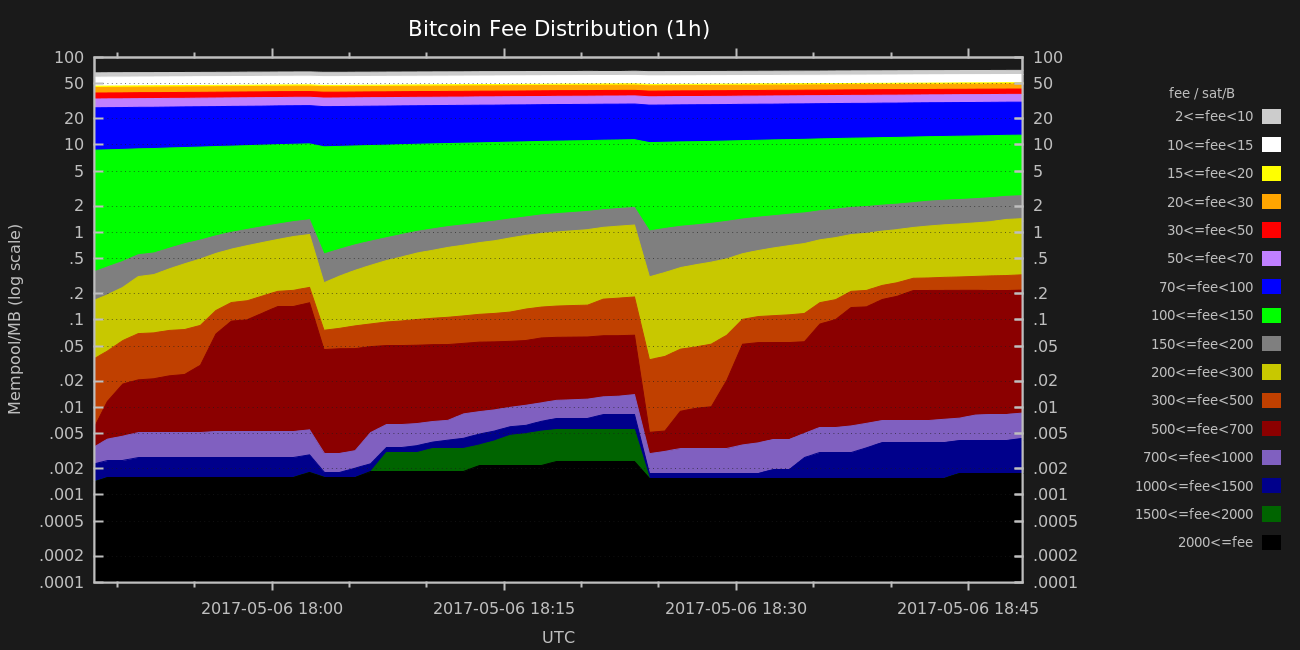 Bitcoin Fee Distribution (1h)
Mempool/MB (log scale)
100
50
20
10
5
2
1
.5
.2
.1
.05
.02
.01
.005
.002
.001
.0005
.0002
.0001
100
50
20
10
5
2
1
.5
.2
.1
.05
.02
.01
.005
.002
.001
.0005
.0002
.0001
2017-05-06 18:00
2017-05-06 18:15
2017-05-06 18:30
2017-05-06 18:45
UTC
fee / sat/B
2<=fee<10
10<=fee<15
15<=fee<20
20<=fee<30
30<=fee<50
50<=fee<70
70<=fee<100
100<=fee<150
150<=fee<200
200<=fee<300
300<=fee<500
500<=fee<700
700<=fee<1000
1000<=fee<1500
1500<=fee<2000
2000<=fee